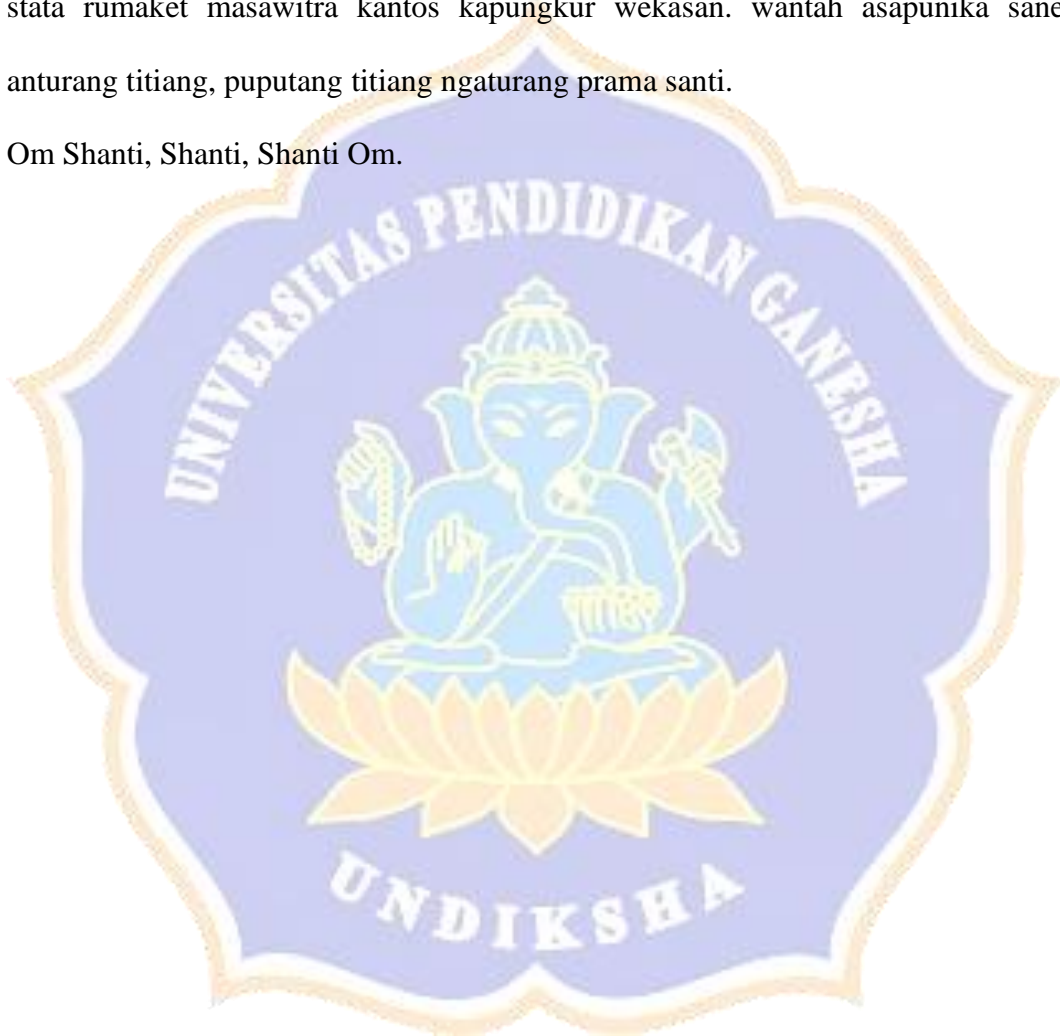 stata rumaket masawitra kantos kapungkur wekasan. wantah asapunika sane
anturang titiang, puputang titiang ngaturang prama santi.
Om Shanti, Shanti, Shanti Om.
UNIVERSITAS PENDIDIKAN GANESHA
UNDIKSHA